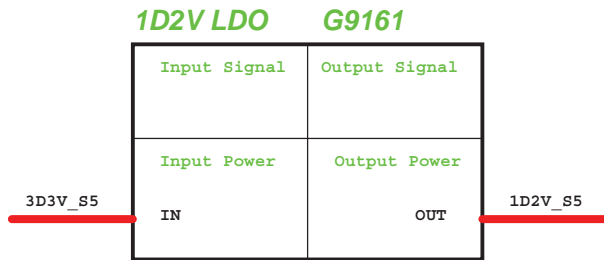 1D2V LDO G9161
Input Signal Output Signal
Input Power Output Power
3D3V_S5 IN OUT 1D2V_S5